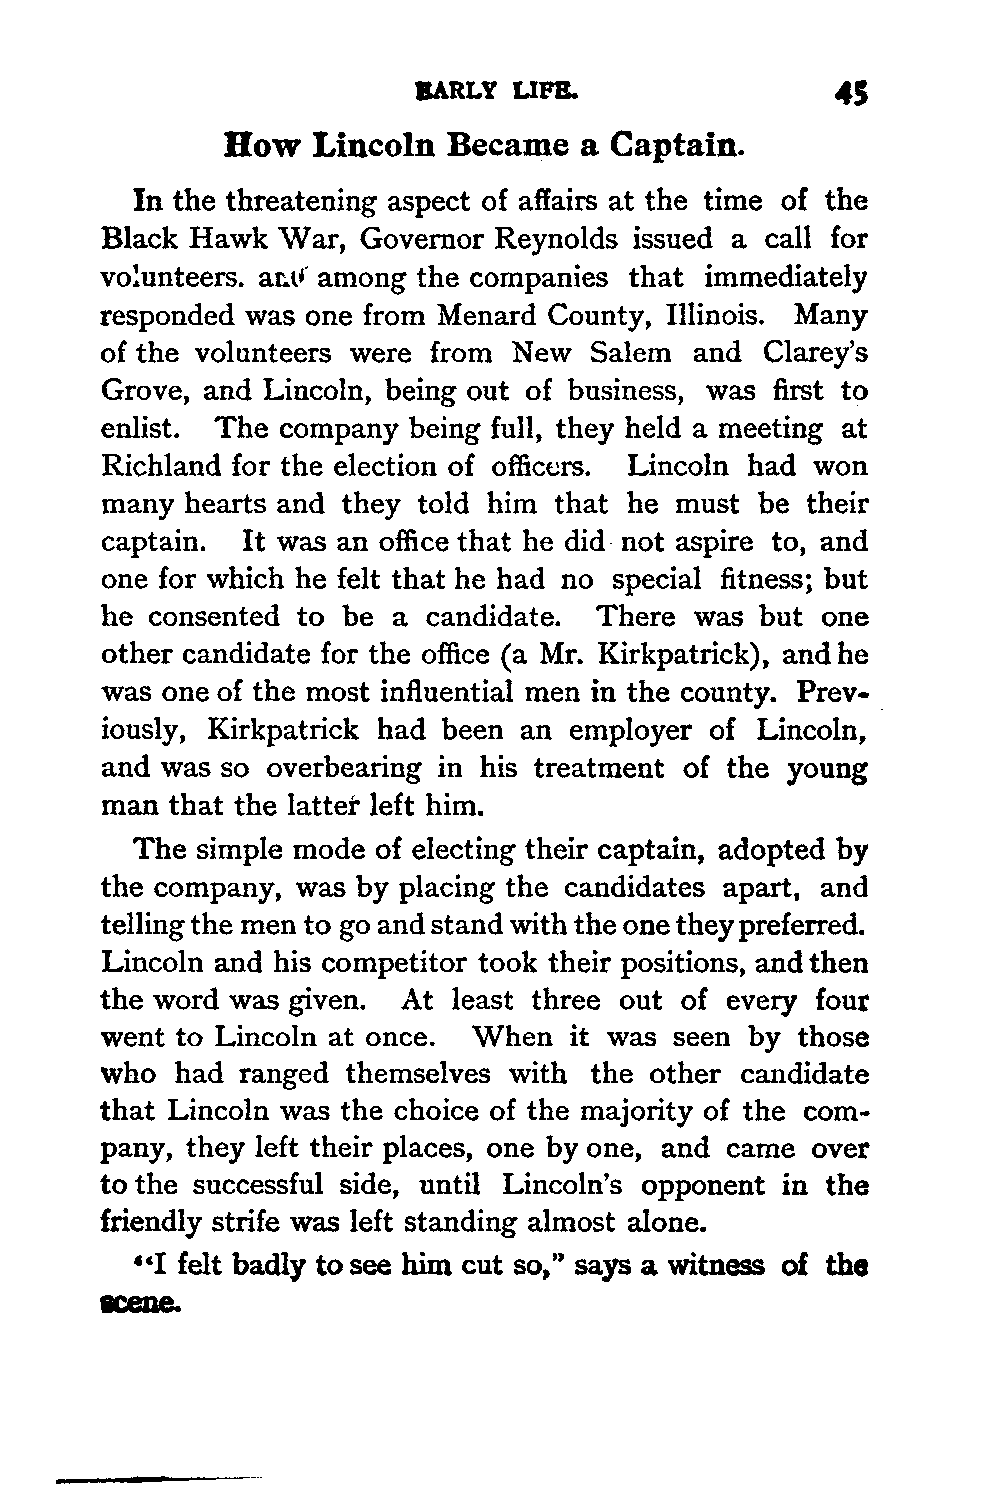 EARLY LIFE. 45
How Lincoln Became a Captain.
In the threatening aspect of affairs at the time of the
Black Hawk War, Governor Reynolds issued a call for
volunteers. and among the companies that immediately
responded was one from Menard County, Illinois. Many
of the volunteers were from New Salem and Clarey's
Grove, and Lincoln, being out of business, was first to
enlist. The company being full, they held a meeting at
Richland for the election of officers. Lincoln had won
many hearts and they told him that he must be their
captain. It was an office that he did not aspire to, and
one for which he felt that he had no special fitness; but
he consented to be a candidate. There was but one
other candidate for the office (a Mr. Kirkpatrick), and he
was one of the most influential men in the county. Prev-
iously, Kirkpatrick had been an employer of Lincoln,
and was so overbearing in his treatment of the young
man that the latter left him.
The simple mode of electing their captain, adopted by
the company, was by placing the candidates apart, and
telling the men to go and stand with the one they preferred.
Lincoln and his competitor took their positions, and then
the word was given. At least three out of every four
went to Lincoln at once. When it was seen by those
who had ranged themselves with the other candidate
that Lincoln was the choice of the majority of the com-
pany, they left their places, one by one, and came over
to the successful side, until Lincoln's opponent in the
friendly strife was left standing almost alone.
"I felt badly to see him cut so," says a witness of the
scene.